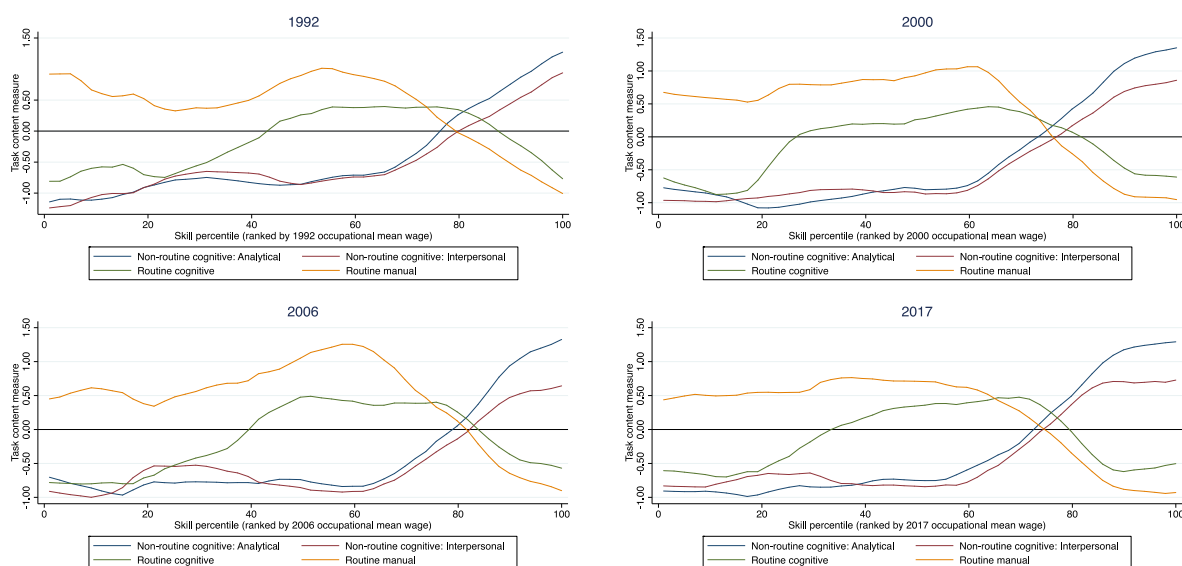 1992
Task content measure
1.50
0.50
0.00
-0.50
-1.00
0 20 40 60 80 100
Skill percentile (ranked by 1992 occupational mean wage)
Non-routine cognitive: Analytical Non-routine cognitive: Interpersonal
Routine cognitive Routine manual
2000
Task content measure
1.50
1.00
0.50
0.00
-0.50
-1.00
0 20 40 60 80 100
Skill percentile (ranked by 2000 occupational mean wage)
Non-routine cognitive: Analytical Non-routine cognitive: Interpersonal
Routine cognitive Routine manual
2006
Task content measure
1.50
1.00
0.50
0.00
-0.50
-1.00
0 20 40 60 80 100
Skill percentile (ranked by 2006 occupational mean wage)
Non-routine cognitive: Analytical Non-routine cognitive: Interpersonal
Routine cognitive Routine manual
2017
Task content measure
1.50
1.00
0.50
0.00
-0.50
-1.00
0 20 40 60 80 100
Skill percentile (ranked by 2017 occupational mean wage)
Non-routine cognitive: Analytical Non-routine cognitive: Interpersonal
Routine cognitive Routine manual